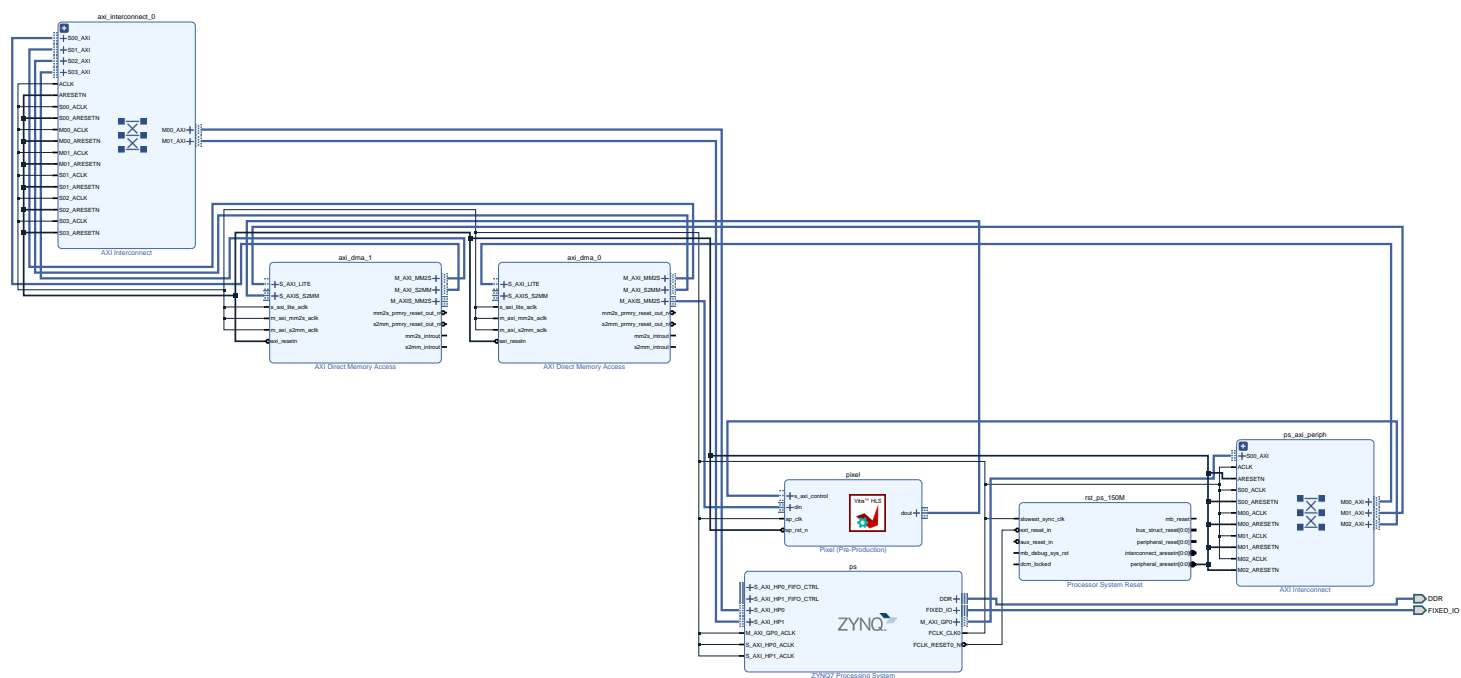 axi_interconnect_0
S00_AXI
S01_AXI
S02_AXI
S03_AXI
ACLK
ARESETN
S00_ACLK
S00_ARESETN
M00_ACLK
M00_ARESETN
M01_ACLK
M01_ARESETN
S01_ACLK
S01_ARESETN
S02_ACLK
S02_ARESETN
S03_ACLK
S03_ARESETN
M00_AXI
M01_AXI
AXI Interconnect
axi_dma_1
S_AXI_LITE
S_AXIS_S2MM
s_axi_lite_aclk
m_axi_mm2s_aclk
m_axi_s2mm_aclk
axi_resetn
M_AXI_MM2S
M_AXI_S2MM
M_AXIS_MM2S
mm2s_prmry_reset_out_n
s2mm_prmry_reset_out_n
mm2s_introut
s2mm_introut
AXI Direct Memory Access
axi_dma_0
S_AXI_LITE
S_AXIS_S2MM
s_axi_lite_aclk
m_axi_mm2s_aclk
m_axi_s2mm_aclk
axi_resetn
M_AXI_MM2S
M_AXI_S2MM
M_AXIS_MM2S
mm2s_prmry_reset_out_n
s2mm_prmry_reset_out_n
mm2s_introut
s2mm_introut
AXI Direct Memory Access
pixel
s_axi_control
din
ap_clk
ap_rst_n
Vitis™ HLS
dout
Pixel (Pre-Production)
rst_ps_150M
slowest_sync_clk
ext_reset_in
aux_reset_in
mb_debug_sys_rst
dcm_locked
mb_reset
bus_struct_reset[0:0]
peripheral_reset[0:0]
interconnect_aresetn[0:0]
peripheral_aresetn[0:0]
Processor System Reset
ps_axi_periph
S00_AXI
ACLK
ARESETN
S00_ACLK
S00_ARESETN
M00_ACLK
M00_ARESETN
M01_ACLK
M01_ARESETN
M02_ACLK
M02_ARESETN
M00_AXI
M01_AXI
M02_AXI
AXI Interconnect
ps
S_AXI_HP0_FIFO_CTRL
S_AXI_HP1_FIFO_CTRL
S_AXI_HP0
S_AXI_HP1
M_AXI_GP0_ACLK
S_AXI_HP0_ACLK
S_AXI_HP1_ACLK
ZYNQ
DDR
FIXED_IO
M_AXI_GP0
FCLK_CLK0
FCLK_RESET0_N
ZYNQ7 Processing System
DDR
FIXED_IO